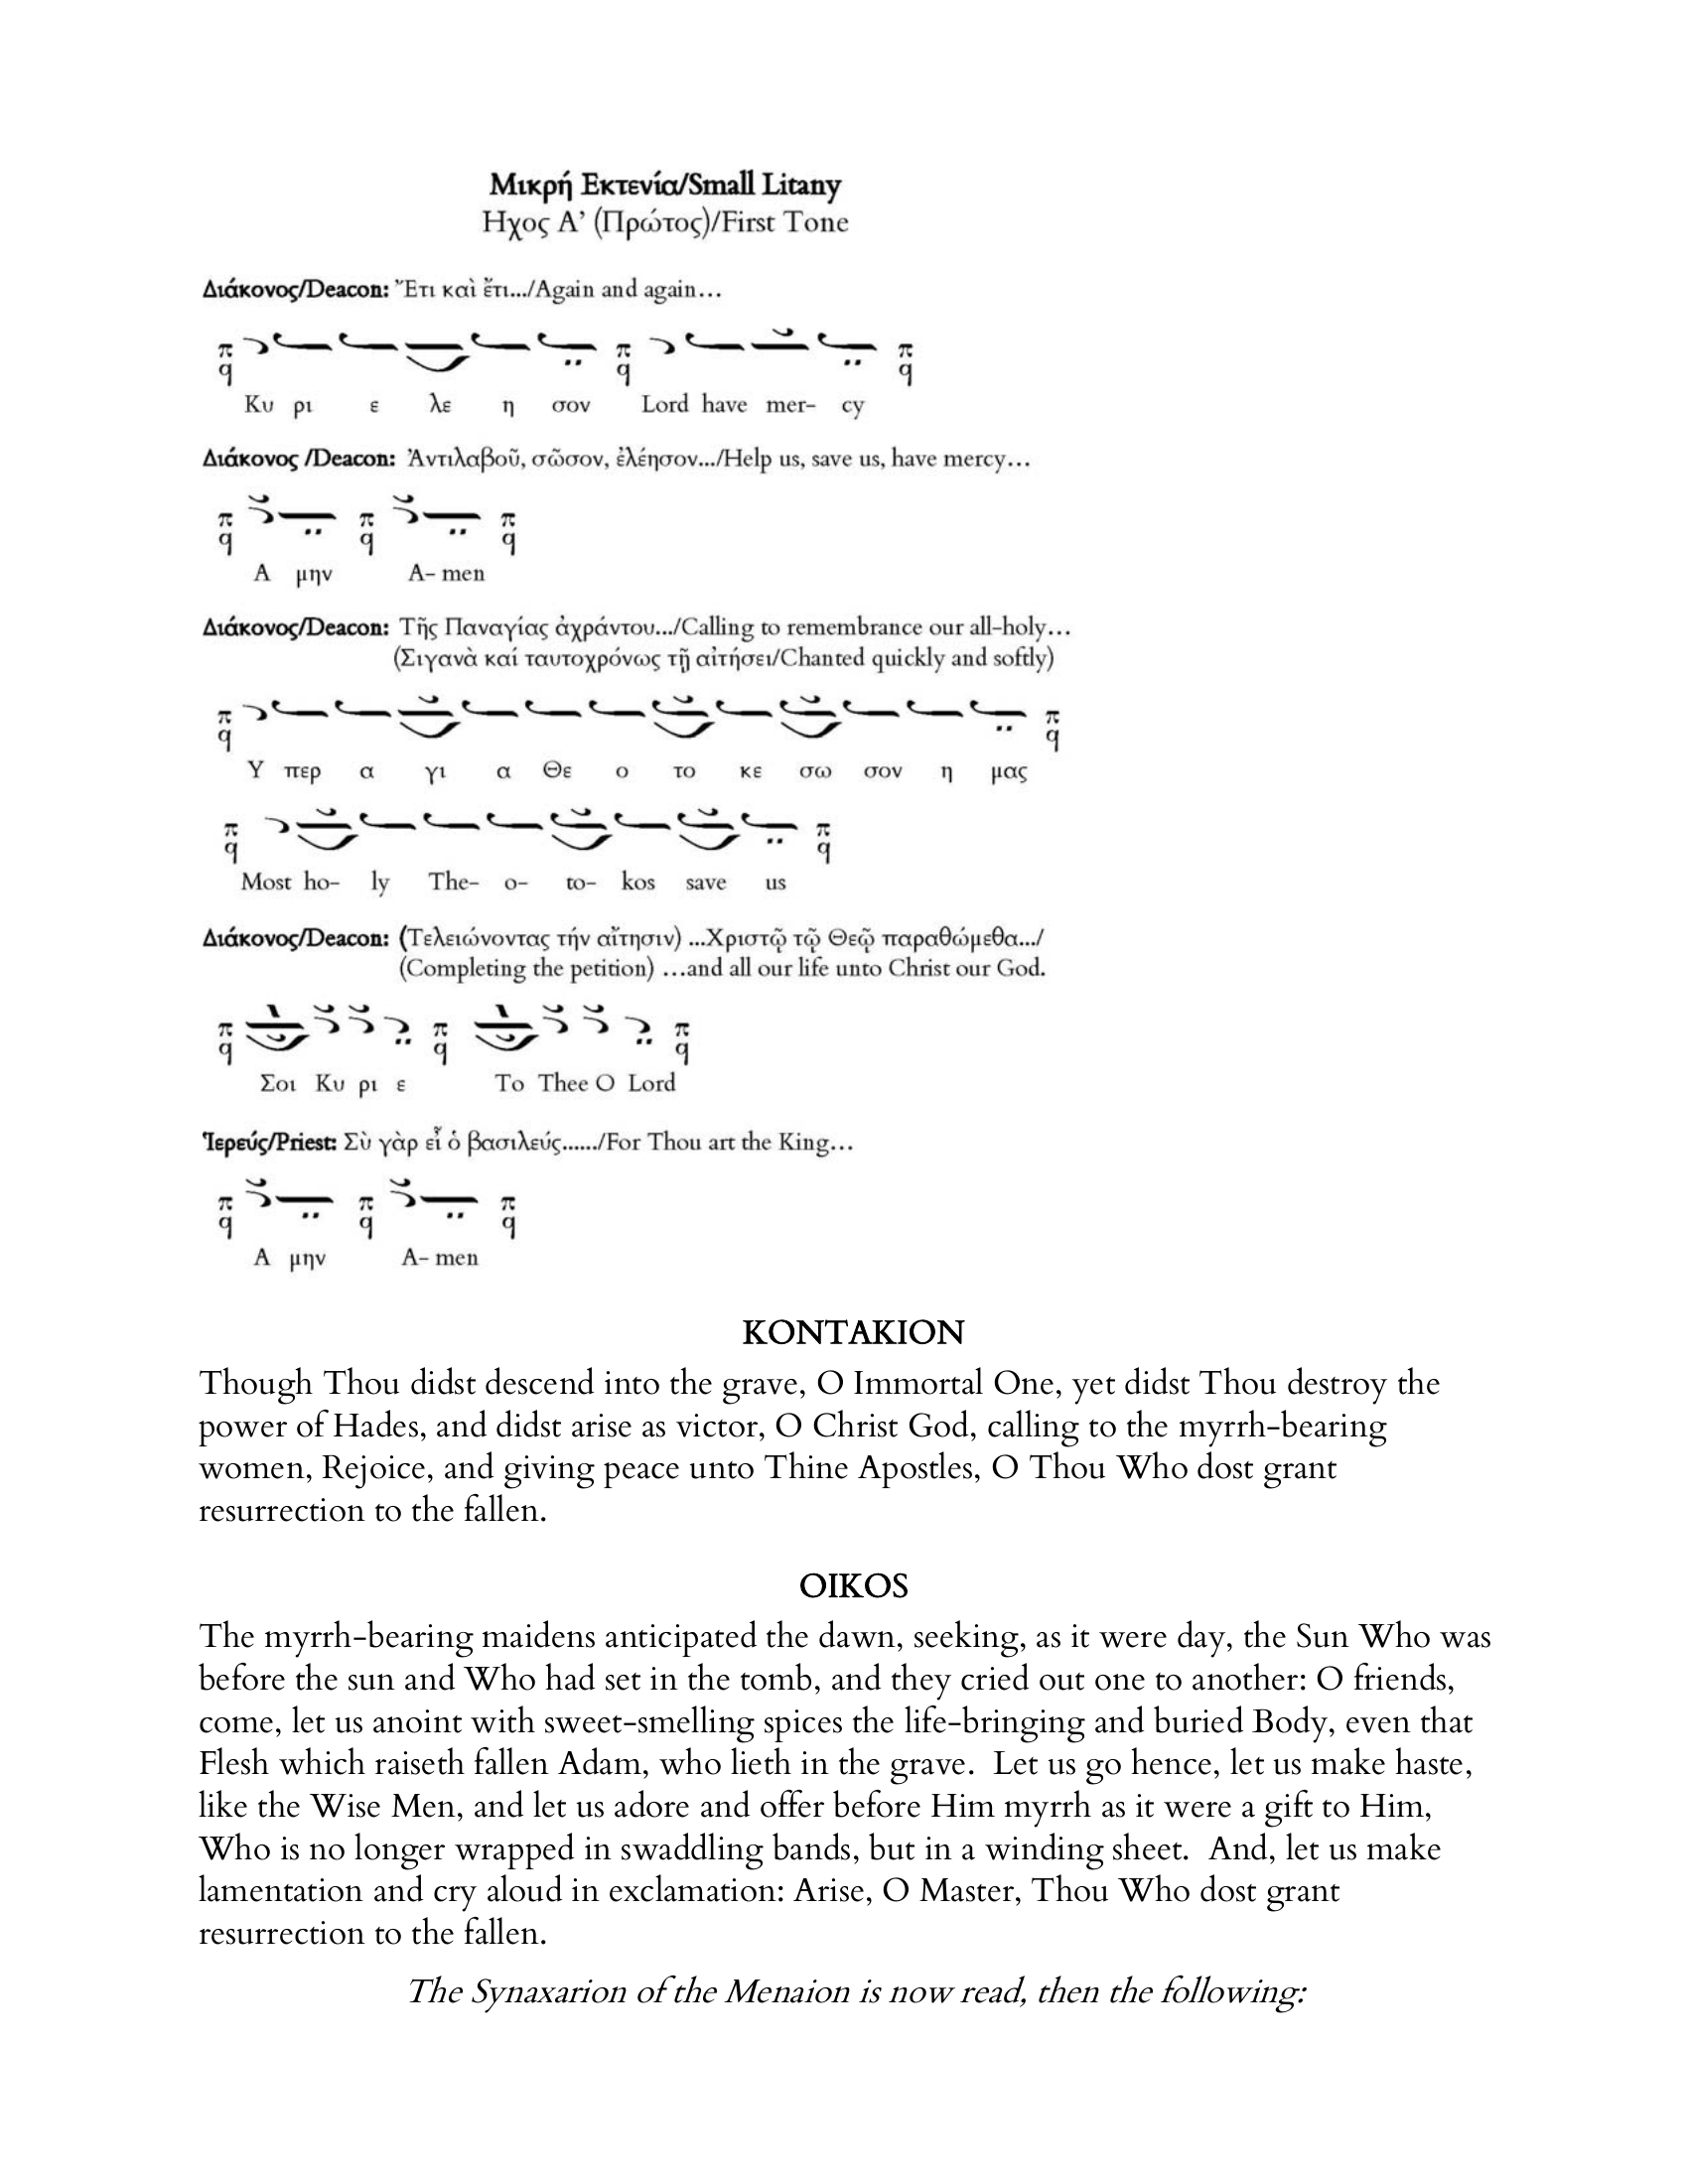 Μικρή Εκτενία/Small Litany
Ηχος Α’ (Πρώτος)/First Tone
Διάκονος/Deacon: Ἔτι καὶ ἔτι.../Again and again…
π q π q π q
Κυ ρι ε λε η σον Lord have mer- cy
Διάκονος /Deacon: Ἀντιλαβοῦ, σῶσον, ἐλέησον.../Help us, save us, have mercy…
π q π q π q
Α μην A- men
Διάκονος/Deacon: Τῆς Παναγίας ἀχράντου.../Calling to remembrance our all-holy…
(Σιγανὰ καί ταυτοχρόνως τῇ αἰτήσει/Chanted quickly and softly)
π q π q
Υ περ α γι α Θε ο το κε σω σον η μας
π q π q
Most ho- ly The- o- to- kos save us
Διάκονος/Deacon: (Τελειώνοντας τήν αἴτησιν) ...Χριστῷ τῷ Θεῷ παραθώμεθα.../
(Completing the petition) …and all our life unto Christ our God.
π q π q π q
Σοι Κυ ρι ε To Thee O Lord
Ἱερεύς/Priest: Σὺ γὰρ εἶ ὁ βασιλεύς....../For Thou art the King…
π q π q π q
Α μην A- men
KONTAKION
Though Thou didst descend into the grave, O Immortal One, yet didst Thou destroy the
power of Hades, and didst arise as victor, O Christ God, calling to the myrrh-bearing
women, Rejoice, and giving peace unto Thine Apostles, O Thou Who dost grant
resurrection to the fallen.
OIKOS
The myrrh-bearing maidens anticipated the dawn, seeking, as it were day, the Sun Who was
before the sun and Who had set in the tomb, and they cried out one to another: O friends,
come, let us anoint with sweet-smelling spices the life-bringing and buried Body, even that
Flesh which raiseth fallen Adam, who lieth in the grave.  Let us go hence, let us make haste,
like the Wise Men, and let us adore and offer before Him myrrh as it were a gift to Him,
Who is no longer wrapped in swaddling bands, but in a winding sheet.  And, let us make
lamentation and cry aloud in exclamation: Arise, O Master, Thou Who dost grant
resurrection to the fallen.
The Synaxarion of the Menaion is now read, then the following: